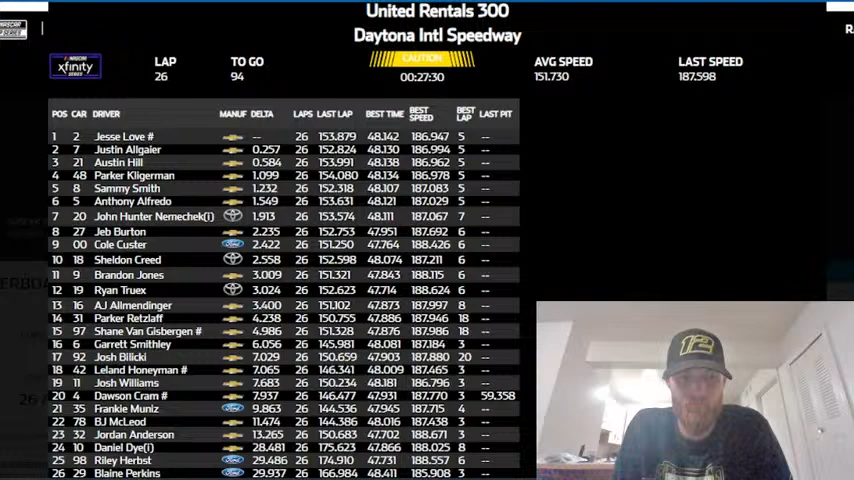 United Rentals 300
Daytona Intl Speedway
NASCAR
R
xfinity
SERIES
LAP TO GO CAUTION AVG SPEED LAST SPEED
26 94 00:27:30 151.730 187.598
POS CAR DRIVER MANUF DELTA LAPS LAST LAP BEST TIME BEST SPEED BEST LAP LAST PIT
1 2 Jesse Love # -- 26 153.879 48.142 186.947 5 --
2 7 Justin Allgaier 0.257 26 152.824 48.130 186.994 5 --
3 21 Austin Hill 0.584 26 153.991 48.138 186.962 5 --
4 48 Parker Kligerman 1.099 26 154.080 48.134 186.978 5 --
5 8 Sammy Smith 1.232 26 152.318 48.107 187.083 5 --
6 5 Anthony Alfredo 1.549 26 153.631 48.121 187.029 5 --
7 20 John Hunter Nemechek(i) 1.913 26 153.574 48.111 187.067 7 --
8 27 Jeb Burton 2.235 26 152.753 47.951 187.692 6 --
9 00 Cole Custer Ford 2.422 26 151.250 47.764 188.426 6 --
10 18 Sheldon Creed 2.558 26 152.598 48.074 187.211 6 --
11 9 Brandon Jones 3.009 26 151.321 47.843 188.115 6 --
12 19 Ryan Truex 3.024 26 152.623 47.714 188.624 6 --
13 16 AJ Allmendinger 3.400 26 151.102 47.873 187.997 8 --
14 31 Parker Retzlaff 4.238 26 150.755 47.886 187.946 18 --
15 97 Shane Van Gisbergen # 4.986 26 151.328 47.876 187.986 18 --
16 6 Garrett Smithley 6.056 26 145.981 48.081 187.184 3 --
17 92 Josh Bilicki 7.029 26 150.659 47.903 187.880 20 --
18 42 Leland Honeyman # 7.065 26 146.341 48.009 187.465 3 --
19 11 Josh Williams 7.683 26 150.234 48.181 186.796 3 --
20 4 Dawson Cram # 7.937 26 146.477 47.931 187.770 3 59.358
21 35 Frankie Muniz Ford 9.863 26 144.536 47.945 187.715 4 --
22 78 BJ McLeod 11.474 26 144.386 48.016 187.438 3 --
23 32 Jordan Anderson 13.265 26 150.683 47.702 188.671 3 --
24 10 Daniel Dye(i) 28.481 26 175.623 47.866 188.025 8 --
25 98 Riley Herbst Ford 29.486 26 174.910 47.731 188.557 6 --
26 29 Blaine Perkins Ford 29.937 26 166.984 48.411 185.908 3 --
12